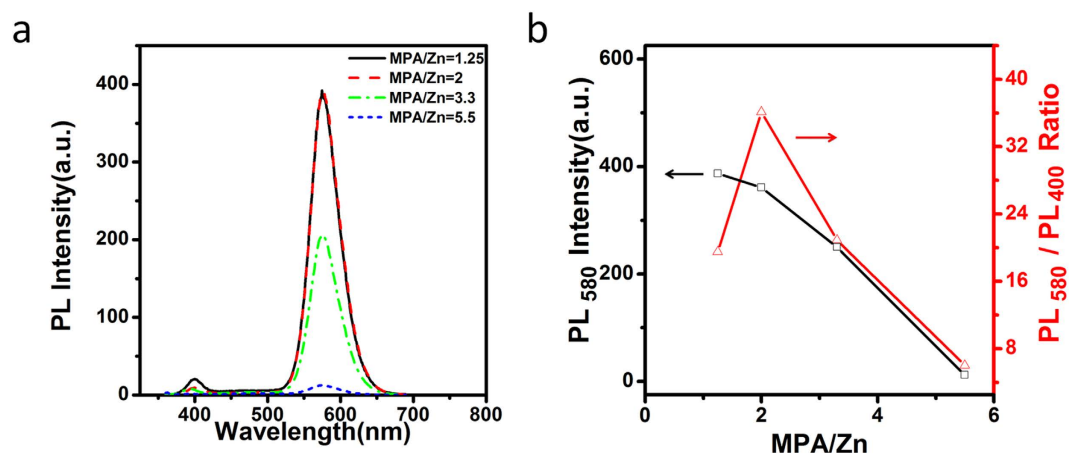 a
PL Intensity(a.u.)
400
300
200
100
0
MPA/Zn=1.25
MPA/Zn=2
MPA/Zn=3.3
MPA/Zn=5.5
400 500 600 700 800
Wavelength(nm)
b
PL 580 Intensity(a.u.)
600
400
200
0
0 2 4 6
MPA/Zn
40
32
24
16
8
PL 580 / PL 400 Ratio